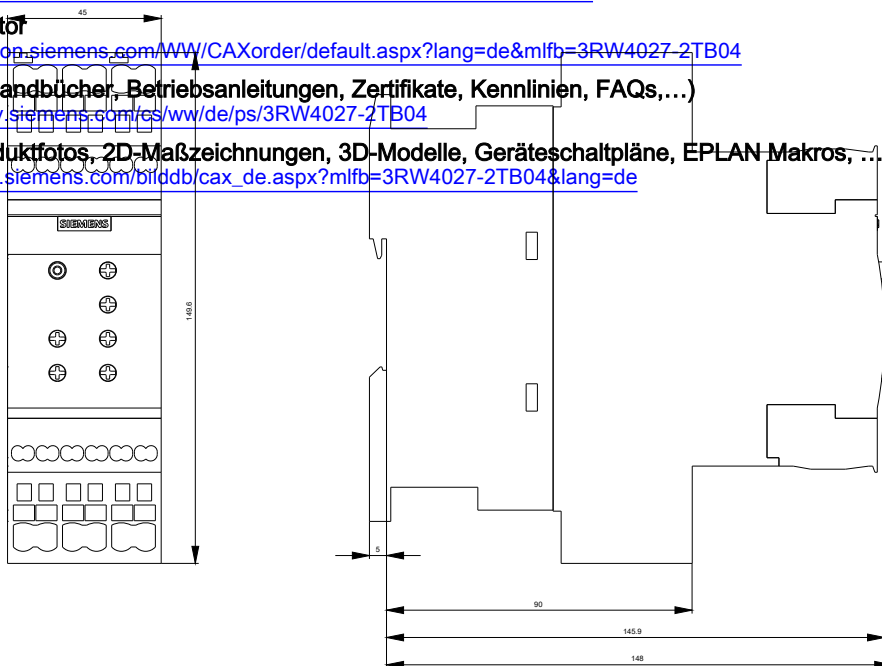 45
tor
on.siemens.com/WW/CAXorder/default.aspx?lang=de&mlfb=3RW4027-2TB04
andbücher, Betriebsanleitungen, Zertifikate, Kennlinien, FAQs,...)
.siemens.com/cs/ww/de/ps/3RW4027-2TB04
duktfotos, 2D-Maßzeichnungen, 3D-Modelle, Geräteschaltpläne, EPLAN Makros, ...
.siemens.com/bilddb/cax_de.aspx?mlfb=3RW4027-2TB04&lang=de
SIEMENS
149.6
5
90
145.9
148